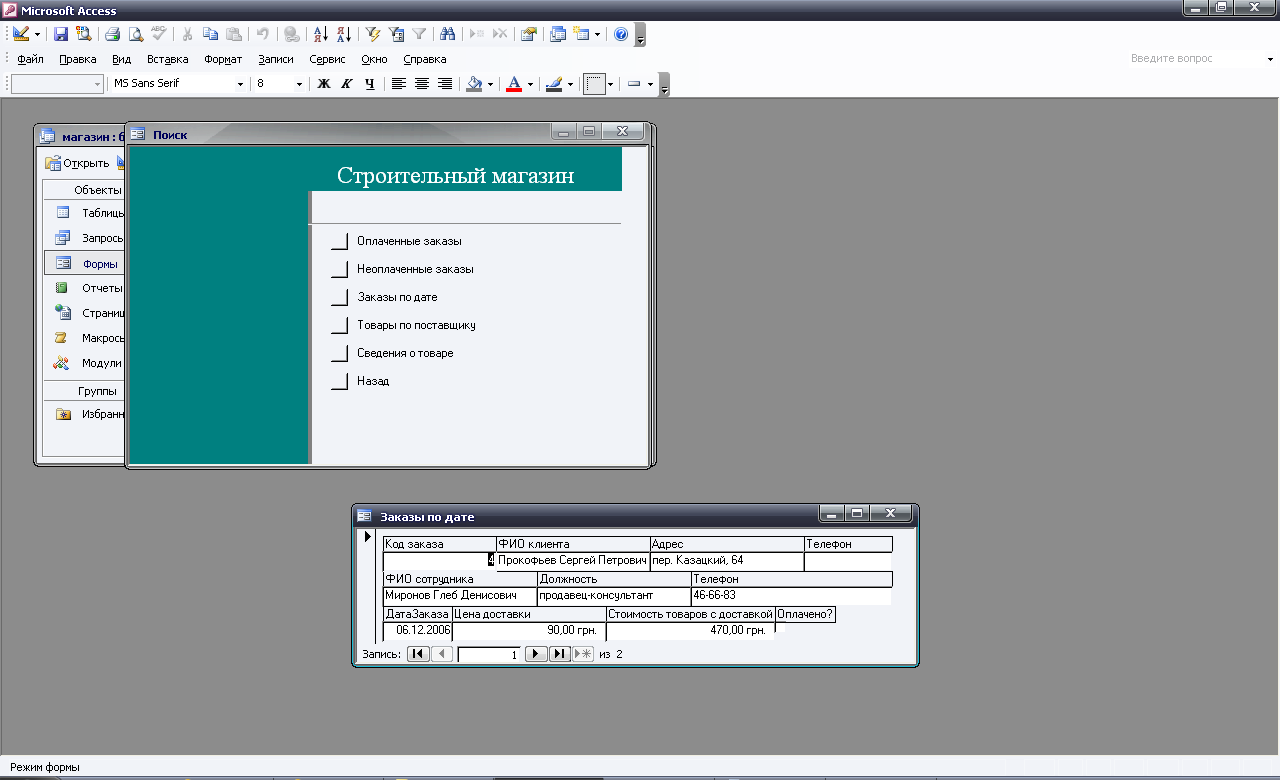 Microsoft Access
Файл Правка Вид Вставка Формат Записи Сервис Окно Справка Введите вопрос
MS Sans Serif 8 Ж К Ч
магазин : б
Открыть
Объекты
Таблицы
Запросы
Формы
Отчеты
Страниц
Макросы
Модули
Группы
Избранн
Поиск
Строительный магазин
Оплаченные заказы
Неоплаченные заказы
Заказы по дате
Товары по поставщику
Сведения о товаре
Назад
Заказы по дате
Код заказа ФИО клиента Адрес Телефон
4 Прокофьев Сергей Петрович пер. Казацкий, 64
ФИО сотрудника Должность Телефон
Миронов Глеб Денисович продавец-консультант 46-66-83
ДатаЗаказа Цена доставки Стоимость товаров с доставкой Оплачено?
06.12.2006 90,00 грн. 470,00 грн.
Запись: 1 из 2
Режим формы